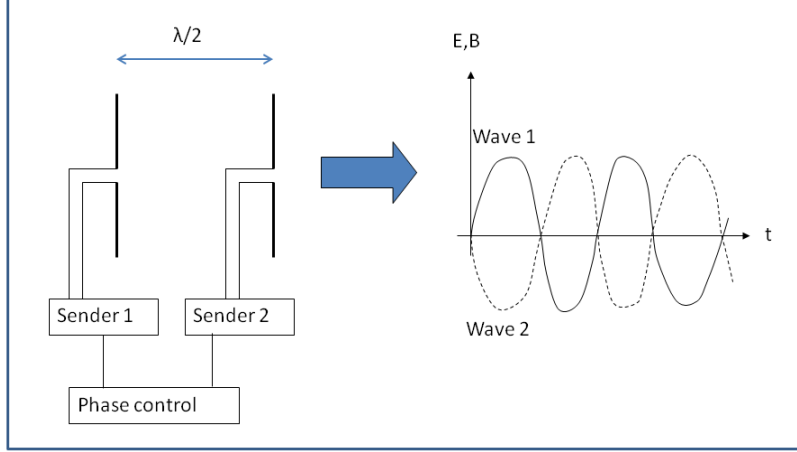 λ/2
Sender 1
Sender 2
Phase control
E,B
Wave 1
t
Wave 2